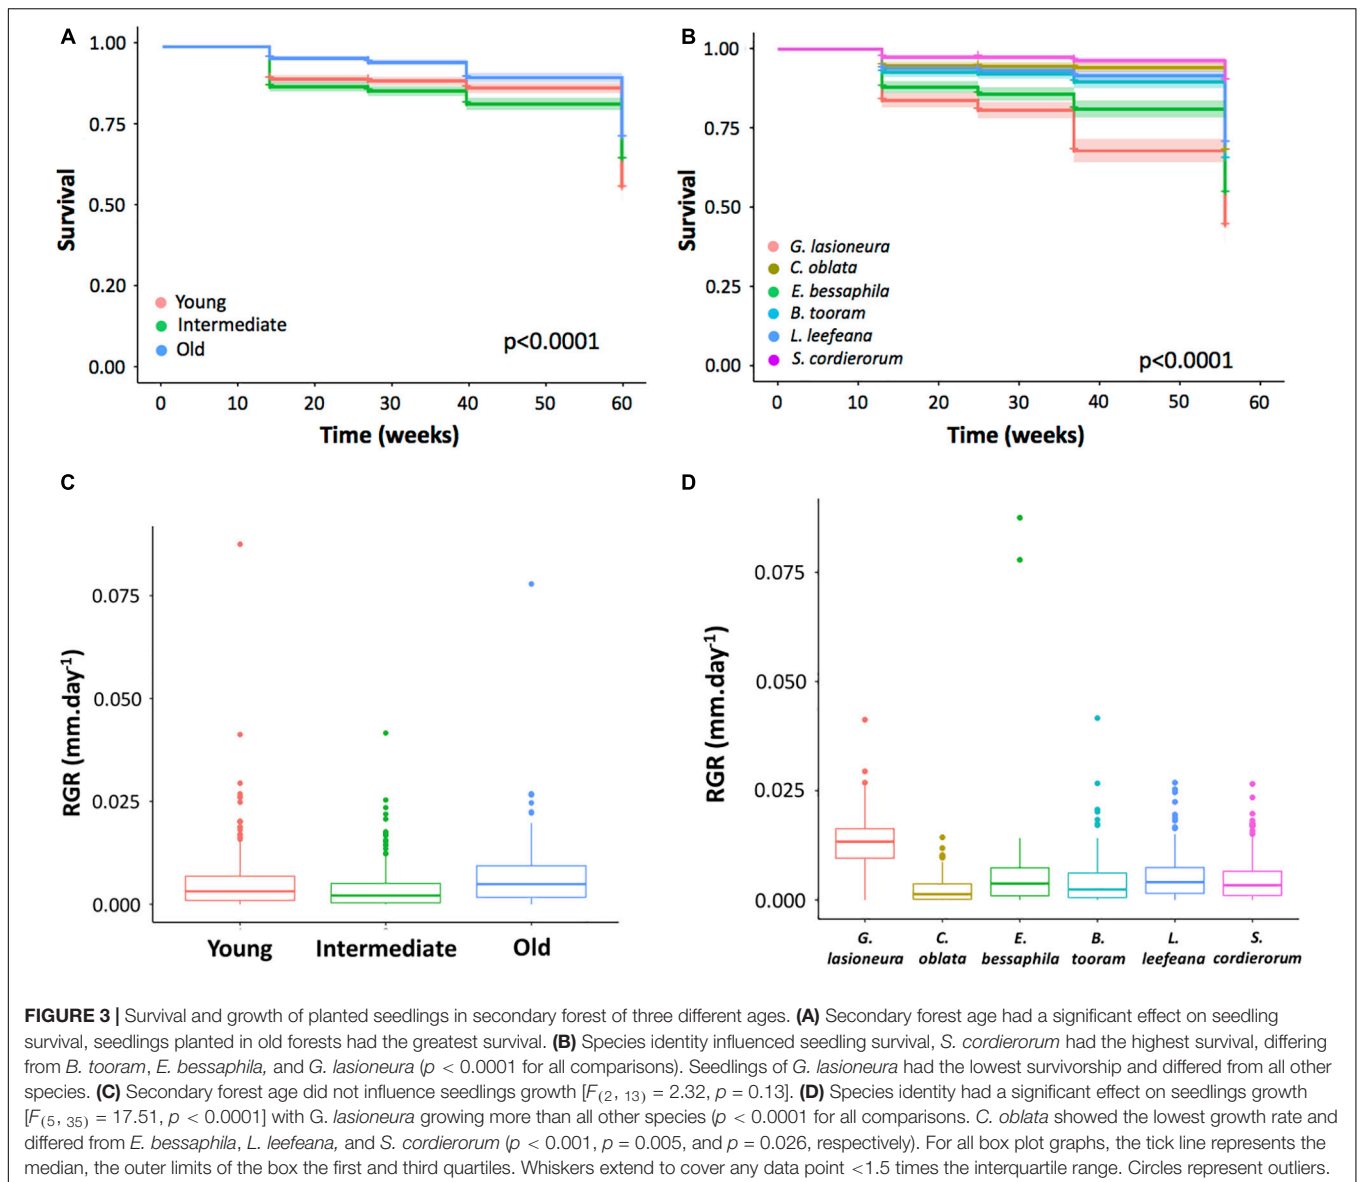 A
1.00
0.75
0.50
0.20
0.00
Survival
Young
Intermediate
Old
p<0.0001
0 10 20 30 40 50 60
Time (weeks)
B
1.00
0.75
0.50
0.25
0.00
Survival
G. lasioneura
C. oblata
E. bessaphila
B. tooram
L. leefeana
S. cordierorum
p<0.0001
0 10 20 30 40 50 60
Time (weeks)
C
0.075
0.050
0.025
0.000
RGR (mm.day-1)
Young Intermediate Old
D
0.075
0.050
0.025
0.000
RGR (mm.day-1)
G. C. E. B. L. S.
lasioneura oblata bessaphila tooram leefeana cordierorum
FIGURE 3 | Survival and growth of planted seedlings in secondary forest of three different ages. (A) Secondary forest age had a significant effect on seedling
survival, seedlings planted in old forests had the greatest survival. (B) Species identity influenced seedling survival, S. cordierorum had the highest survival, differing
from B. tooram, E. bessaphila, and G. lasioneura (p < 0.0001 for all comparisons). Seedlings of G. lasioneura had the lowest survivorship and differed from all other
species. (C) Secondary forest age did not influence seedlings growth [F(2, 13) = 2.32, p = 0.13]. (D) Species identity had a significant effect on seedlings growth
[F(5, 35) = 17.51, p < 0.0001] with G. lasioneura growing more than all other species (p < 0.0001 for all comparisons. C. oblata showed the lowest growth rate and
differed from E. bessaphila, L. leefeana, and S. cordierorum (p < 0.001, p = 0.005, and p = 0.026, respectively). For all box plot graphs, the tick line represents the
median, the outer limits of the box the first and third quartiles. Whiskers extend to cover any data point <1.5 times the interquartile range. Circles represent outliers.